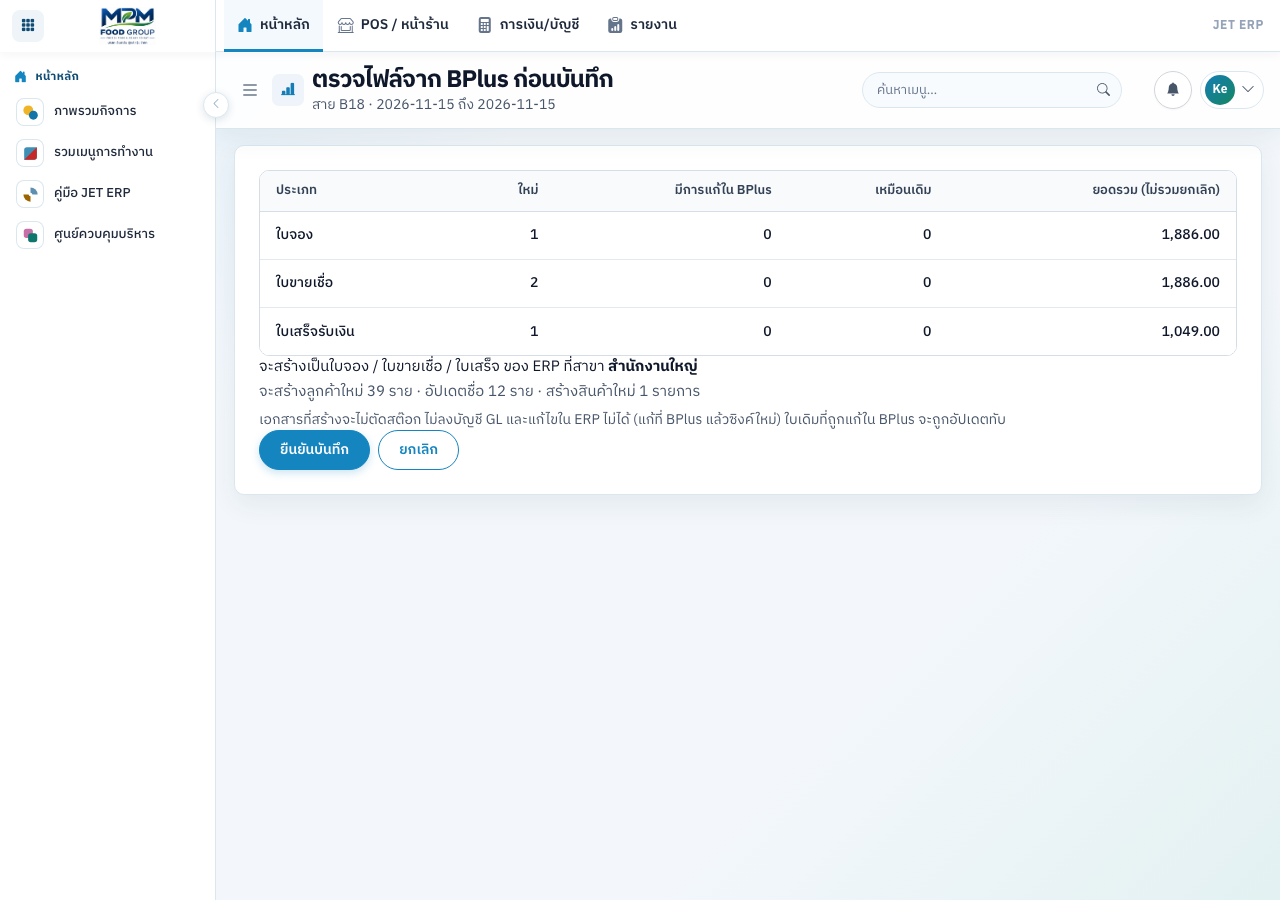 MPM
FOOD GROUP
หน้าหลัก
POS / หน้าร้าน
การเงิน/บัญชี
รายงาน
JET ERP
หน้าหลัก
ภาพรวมกิจการ
รวมเมนูการทำงาน
คู่มือ JET ERP
ศูนย์ควบคุมบริหาร
ตรวจไฟล์จาก BPlus ก่อนบันทึก
สาย B18 · 2026-11-15 ถึง 2026-11-15
ค้นหาเมนู...
Ke
ประเภท ใหม่ มีการแก้ใน BPlus เหมือนเดิม ยอดรวม (ไม่รวมยกเลิก)
ใบจอง 1 0 0 1,886.00
ใบขายเชื่อ 2 0 0 1,886.00
ใบเสร็จรับเงิน 1 0 0 1,049.00
จะสร้างเป็นใบจอง / ใบขายเชื่อ / ใบเสร็จ ของ ERP ที่สาขา สำนักงานใหญ่
จะสร้างลูกค้าใหม่ 39 ราย · อัปเดตชื่อ 12 ราย · สร้างสินค้าใหม่ 1 รายการ
เอกสารที่สร้างจะไม่ตัดสต๊อก ไม่ลงบัญชี GL และแก้ไขใน ERP ไม่ได้ (แก้ที่ BPlus แล้วซิงค์ใหม่) ใบเดิมที่ถูกแก้ใน BPlus จะถูกอัปเดตทับ
ยืนยันบันทึก
ยกเลิก